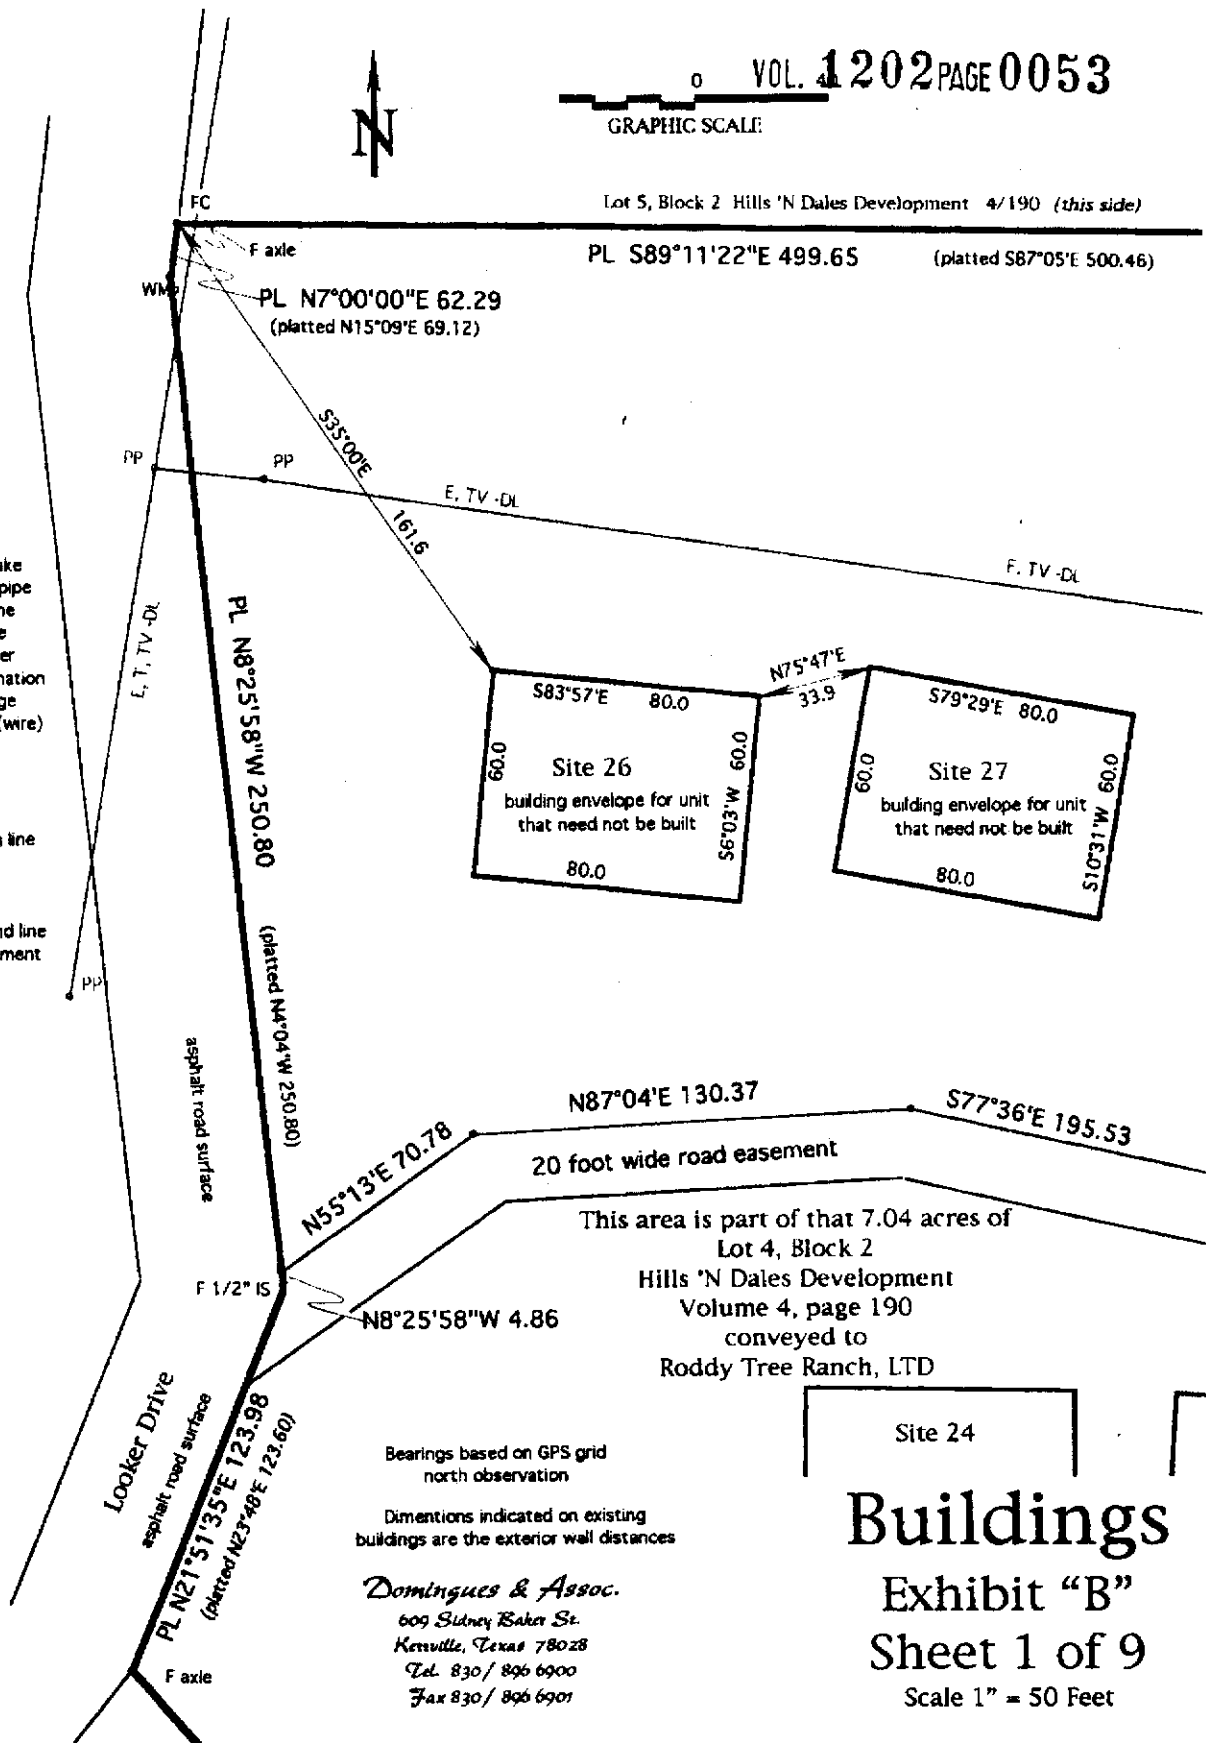 VOL. 1202 PAGE 0053
0
GRAPHIC SCALE
N
Lot 5, Block 2 Hills 'N Dales Development 4/190 (this side)
FC
F axle
PL S89°11'22"E 499.65
(platted S87°05'E 500.46)
WM
PL N7°00'00"E 62.29
(platted N15°09'E 69.12)
S35°00'E
161.6
PP
PP
E, TV -DL
E, TV -DL
E, T, TV -DL
ike
pipe
ne
e
er
nation
ge
(wire)
line
nd line
ment
PP
PL N8°25'58"W 250.80
(platted N4°04'W 250.80)
S83°57'E 80.0
60.0
Site 26
60.0
building envelope for unit
that need not be built
S6°03'W
80.0
N75°47'E
33.9
S79°29'E 80.0
60.0
Site 27
60.0
building envelope for unit
that need not be built
S10°31'W
80.0
asphalt road surface
N55°13'E 70.78
N87°04'E 130.37
S77°36'E 195.53
20 foot wide road easement
This area is part of that 7.04 acres of
Lot 4, Block 2
Hills 'N Dales Development
Volume 4, page 190
conveyed to
Roddy Tree Ranch, LTD
F 1/2" IS
N8°25'58"W 4.86
Looker Drive
asphalt road surface
PL N21°51'35"E 123.98
(platted N23°48'E 123.60)
F axle
Site 24
Bearings based on GPS grid
north observation
Dimentions indicated on existing
buildings are the exterior wall distances
Domingues & Assoc.
609 Sidney Baker St.
Kerrville, Texas 78028
Tel. 830/ 896 6900
Fax 830/ 896 6901
Buildings
Exhibit “B”
Sheet 1 of 9
Scale 1” = 50 Feet